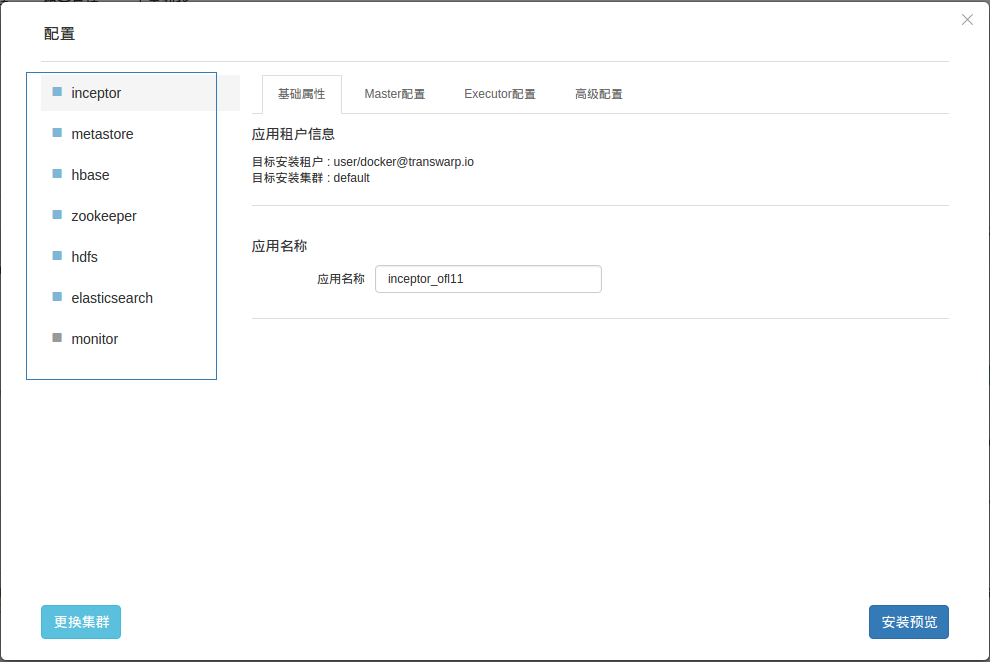 配置
inceptor
metastore
hbase
zookeeper
hdfs
elasticsearch
monitor
基础属性 Master配置 Executor配置 高级配置
应用租户信息
目标安装租户 : user/docker@transwarp.io
目标安装集群 : default
应用名称
应用名称 inceptor_ofl11
更换集群 安装预览